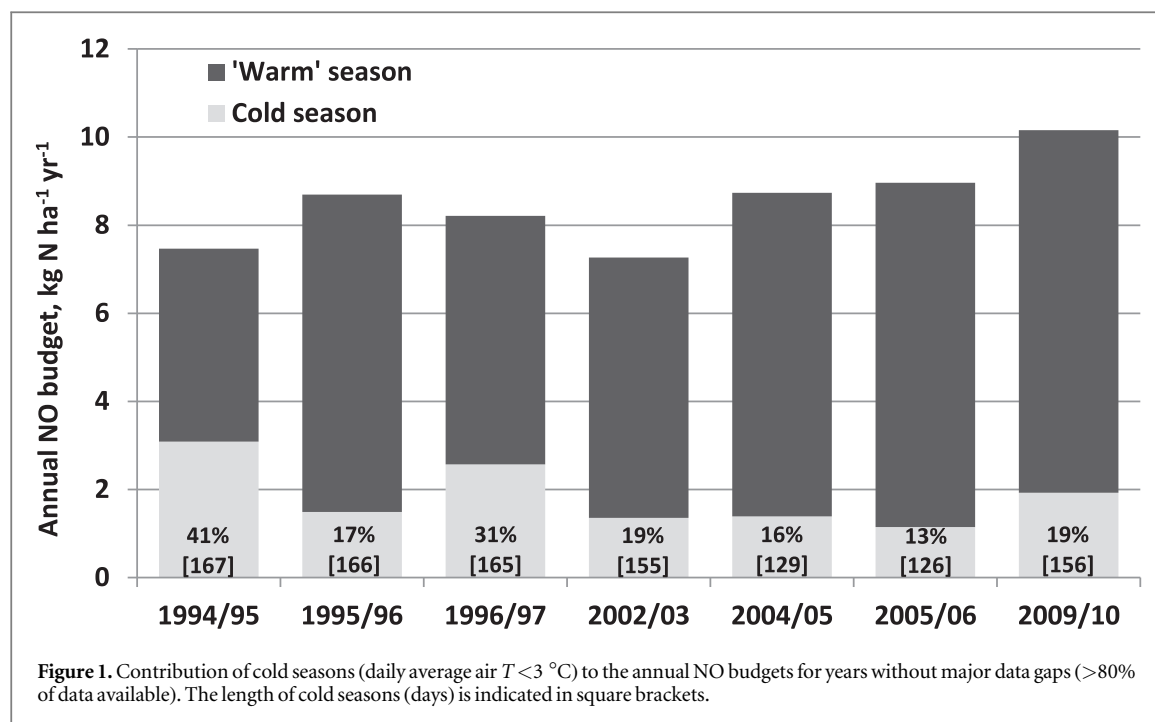 Annual NO budget, kg N ha⁻¹ yr⁻¹
12
10
8
6
4
2
0
'Warm' season
Cold season
41% 17% 31% 19% 16% 13% 19%
[167] [166] [165] [155] [129] [126] [156]
1994/95 1995/96 1996/97 2002/03 2004/05 2005/06 2009/10
Figure 1. Contribution of cold seasons (daily average air T <3 °C) to the annual NO budgets for years without major data gaps (>80%
of data available). The length of cold seasons (days) is indicated in square brackets.